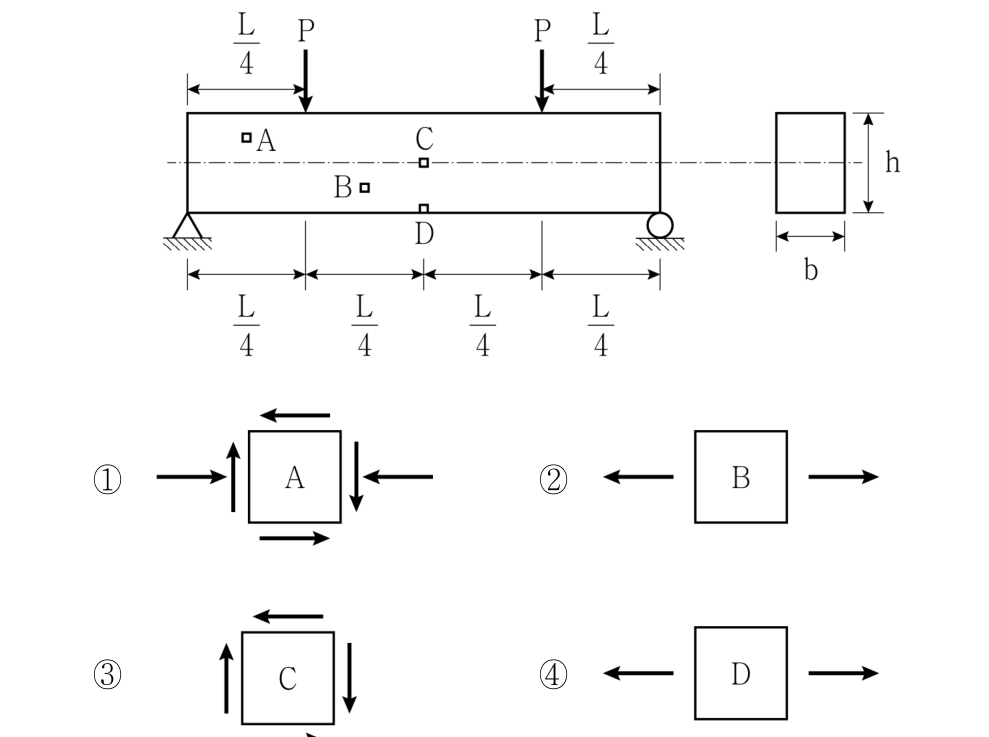 L/4 P P L/4
A C
B
D
h
b
L/4 L/4 L/4 L/4
① A ② B
③ C ④ D